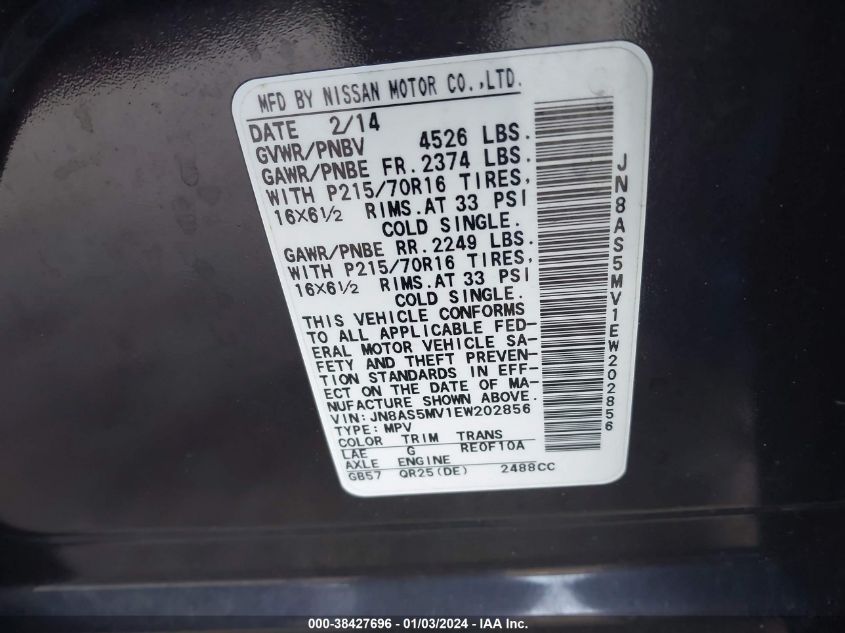 MFD BY NISSAN MOTOR CO.,LTD.
DATE 2/14
GVWR/PNBV 4526 LBS.
GAWR/PNBE FR.2374 LBS.
WITH P215/70R16 TIRES,
16X6½ RIMS.AT 33 PSI
COLD SINGLE.
GAWR/PNBE RR.2249 LBS.
WITH P215/70R16 TIRES,
16X6½ RIMS.AT 33 PSI
COLD SINGLE.
THIS VEHICLE CONFORMS
TO ALL APPLICABLE FED-
ERAL MOTOR VEHICLE SA-
FETY AND THEFT PREVEN-
TION STANDARDS IN EFF-
ECT ON THE DATE OF MA-
NUFACTURE SHOWN ABOVE.
VIN:JN8AS5MV1EW202856
TYPE:MPV
COLOR TRIM TRANS
LAE G RE0F10A
AXLE ENGINE
GB57 QR25(DE) 2488CC
JN8AS5MV1EW202856
000-38427696 - 01/03/2024 - IAA Inc.